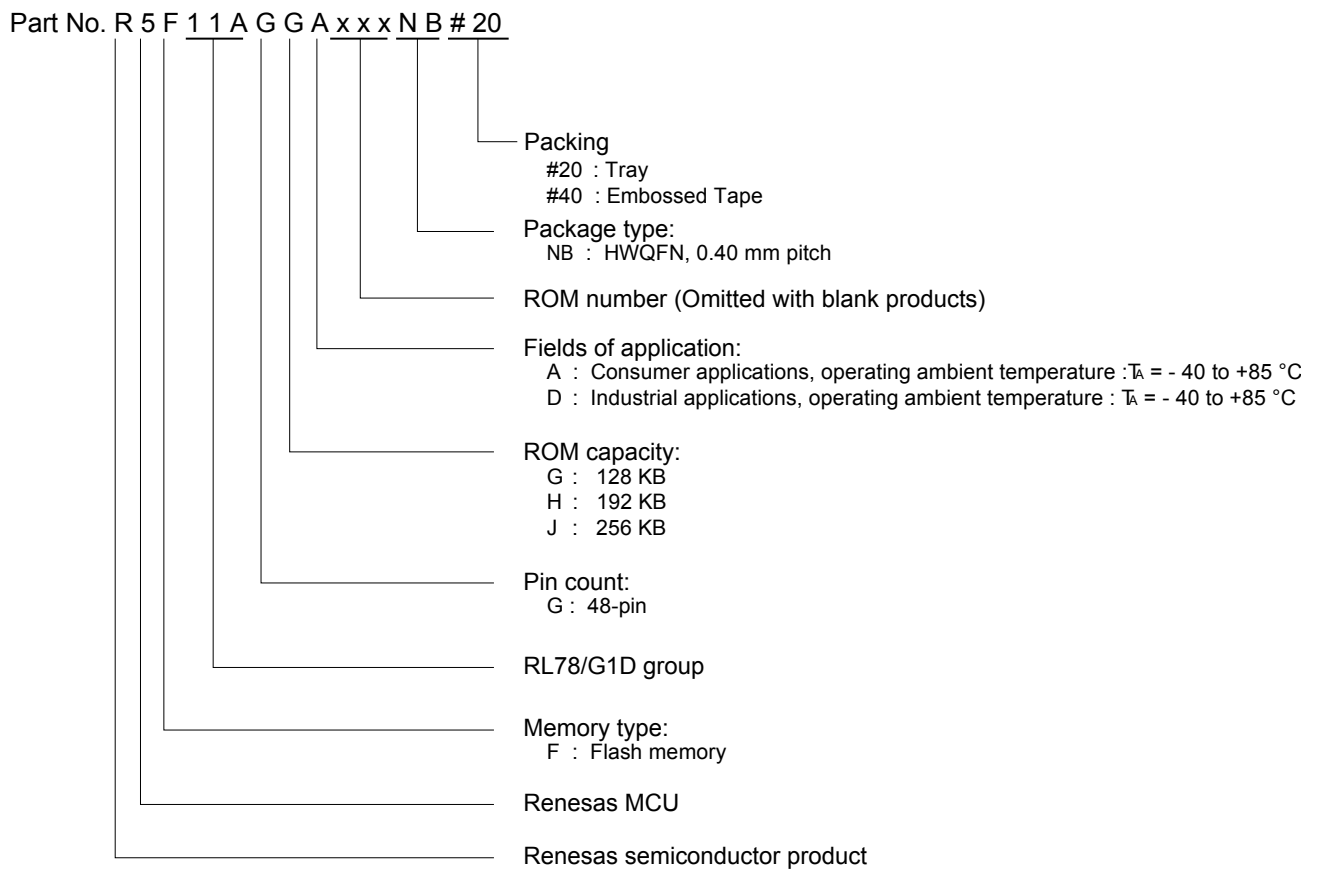 Part No. R 5 F 1 1 A G G A x x x N B # 20
Packing
#20 : Tray
#40 : Embossed Tape
Package type:
NB : HWQFN, 0.40 mm pitch
ROM number (Omitted with blank products)
Fields of application:
A : Consumer applications, operating ambient temperature :TA = - 40 to +85 °C
D : Industrial applications, operating ambient temperature : TA = - 40 to +85 °C
ROM capacity:
G : 128 KB
H : 192 KB
J : 256 KB
Pin count:
G : 48-pin
RL78/G1D group
Memory type:
F : Flash memory
Renesas MCU
Renesas semiconductor product